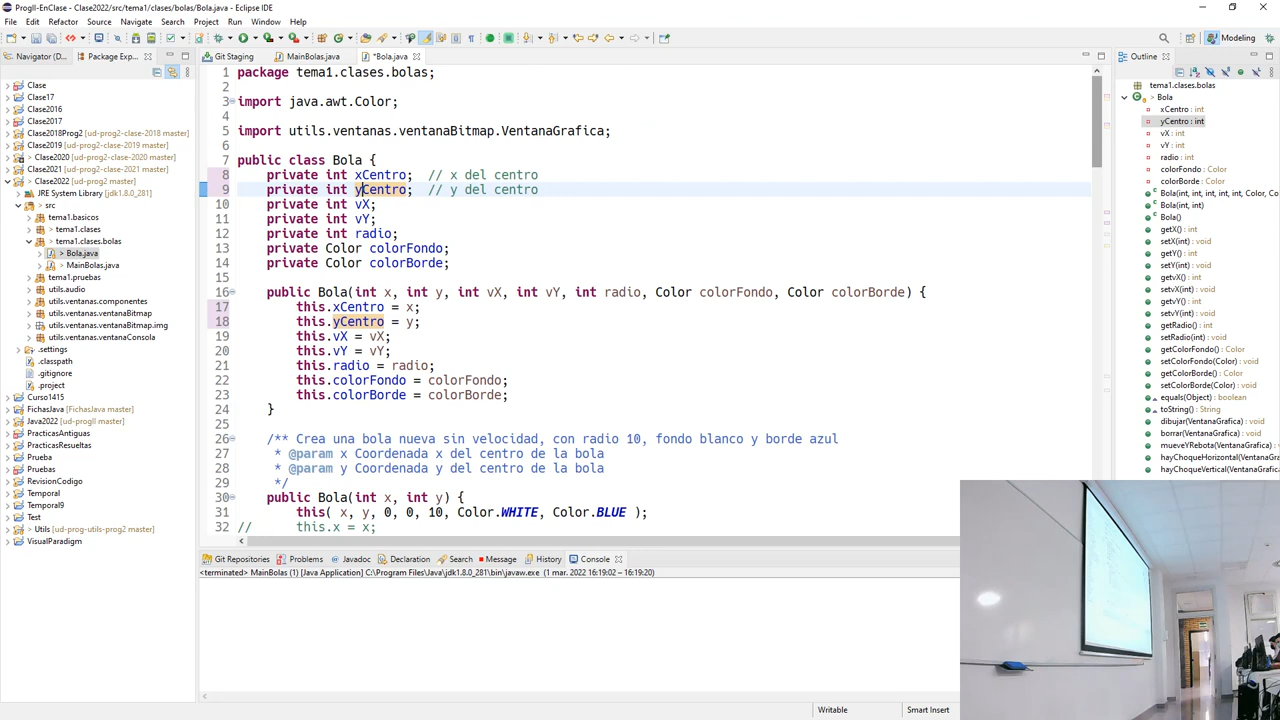 ProgII-EnClase - Clase2022/src/tema1/clases/bolas/Bola.java - Eclipse IDE
File Edit Refactor Source Navigate Search Project Run Window Help
Modeling
Navigator (D...
Package Exp...
Git Staging
MainBolas.java
*Bola.java
Outline
Clase
Clase17
Clase2016
Clase2017
Clase2018Prog2 [ud-prog2-clase-2018 master]
Clase2019 [ud-prog2-clase-2019 master]
> Clase2020 [ud-prog2-clase-2020 master]
Clase2021 [ud-prog2-clase-2021 master]
> Clase2022 [ud-prog2 master]
JRE System Library [jdk1.8.0_281]
> src
tema1.basicos
> tema1.clases
> tema1.clases.bolas
> Bola.java
> MainBolas.java
tema1.pruebas
utils.audio
utils.ventanas.componentes
utils.ventanas.ventanaBitmap
utils.ventanas.ventanaBitmap.img
utils.ventanas.ventanaConsola
.settings
.classpath
.gitignore
.project
Curso1415
FichasJava [FichasJava master]
Java2022 [ud-progII master]
PracticasAntiguas
PracticasResueltas
Prueba
Pruebas
RevisionCodigo
Temporal
Temporal9
Test
> Utils [ud-prog-utils-prog2 master]
VisualParadigm
1 package tema1.clases.bolas;
2
3 import java.awt.Color;
4
5 import utils.ventanas.ventanaBitmap.VentanaGrafica;
6
7 public class Bola {
8 private int xCentro; // x del centro
9 private int yCentro; // y del centro
10 private int vX;
11 private int vY;
12 private int radio;
13 private Color colorFondo;
14 private Color colorBorde;
15
16 public Bola(int x, int y, int vX, int vY, int radio, Color colorFondo, Color colorBorde) {
17 this.xCentro = x;
18 this.yCentro = y;
19 this.vX = vX;
20 this.vY = vY;
21 this.radio = radio;
22 this.colorFondo = colorFondo;
23 this.colorBorde = colorBorde;
24 }
25
26 /** Crea una bola nueva sin velocidad, con radio 10, fondo blanco y borde azul
27 * @param x Coordenada x del centro de la bola
28 * @param y Coordenada y del centro de la bola
29 */
30 public Bola(int x, int y) {
31 this( x, y, 0, 0, 10, Color.WHITE, Color.BLUE );
32 // this.x = x;
tema1.clases.bolas
> Bola
xCentro : int
yCentro : int
vX : int
vY : int
radio : int
colorFondo : Color
colorBorde : Color
Bola(int, int, int, int, int, Color, Co
Bola(int, int)
Bola()
getX() : int
setX(int) : void
getY() : int
setY(int) : void
getvX() : int
setvX(int) : void
getvY() : int
setvY(int) : void
getRadio() : int
setRadio(int) : void
getColorFondo() : Color
setColorFondo(Color) : void
getColorBorde() : Color
setColorBorde(Color) : void
equals(Object) : boolean
toString() : String
dibujar(VentanaGrafica) : void
borrar(VentanaGrafica) : void
mueveYRebota(VentanaGrafica) :
hayChoqueHorizontal(VentanaGraf
hayChoqueVertical(VentanaGrafica
Git Repositories
Problems
Javadoc
Declaration
Search
Message
History
Console
<terminated> MainBolas (1) [Java Application] C:\Program Files\Java\jdk1.8.0_281\bin\javaw.exe (1 mar. 2022 16:19:02 – 16:19:20)
Writable
Smart Insert